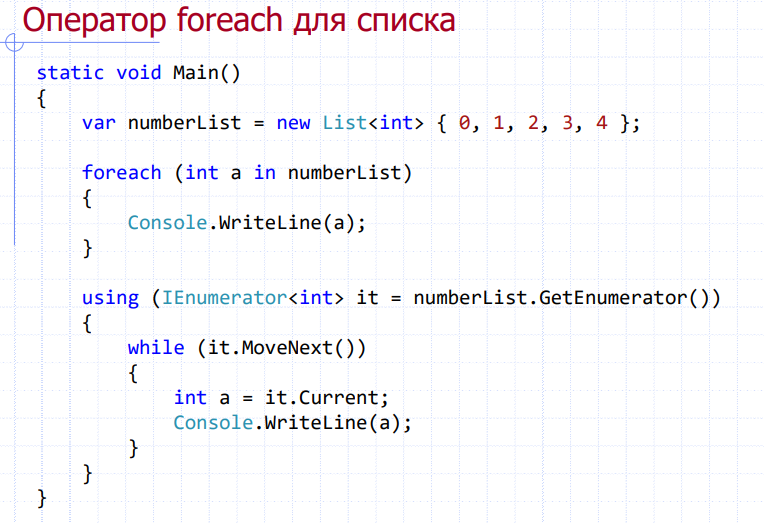 Оператор foreach для списка
static void Main()
{
    var numberList = new List<int> { 0, 1, 2, 3, 4 };
    foreach (int a in numberList)
    {
        Console.WriteLine(a);
    }
    using (IEnumerator<int> it = numberList.GetEnumerator())
    {
        while (it.MoveNext())
        {
            int a = it.Current;
            Console.WriteLine(a);
        }
    }
}